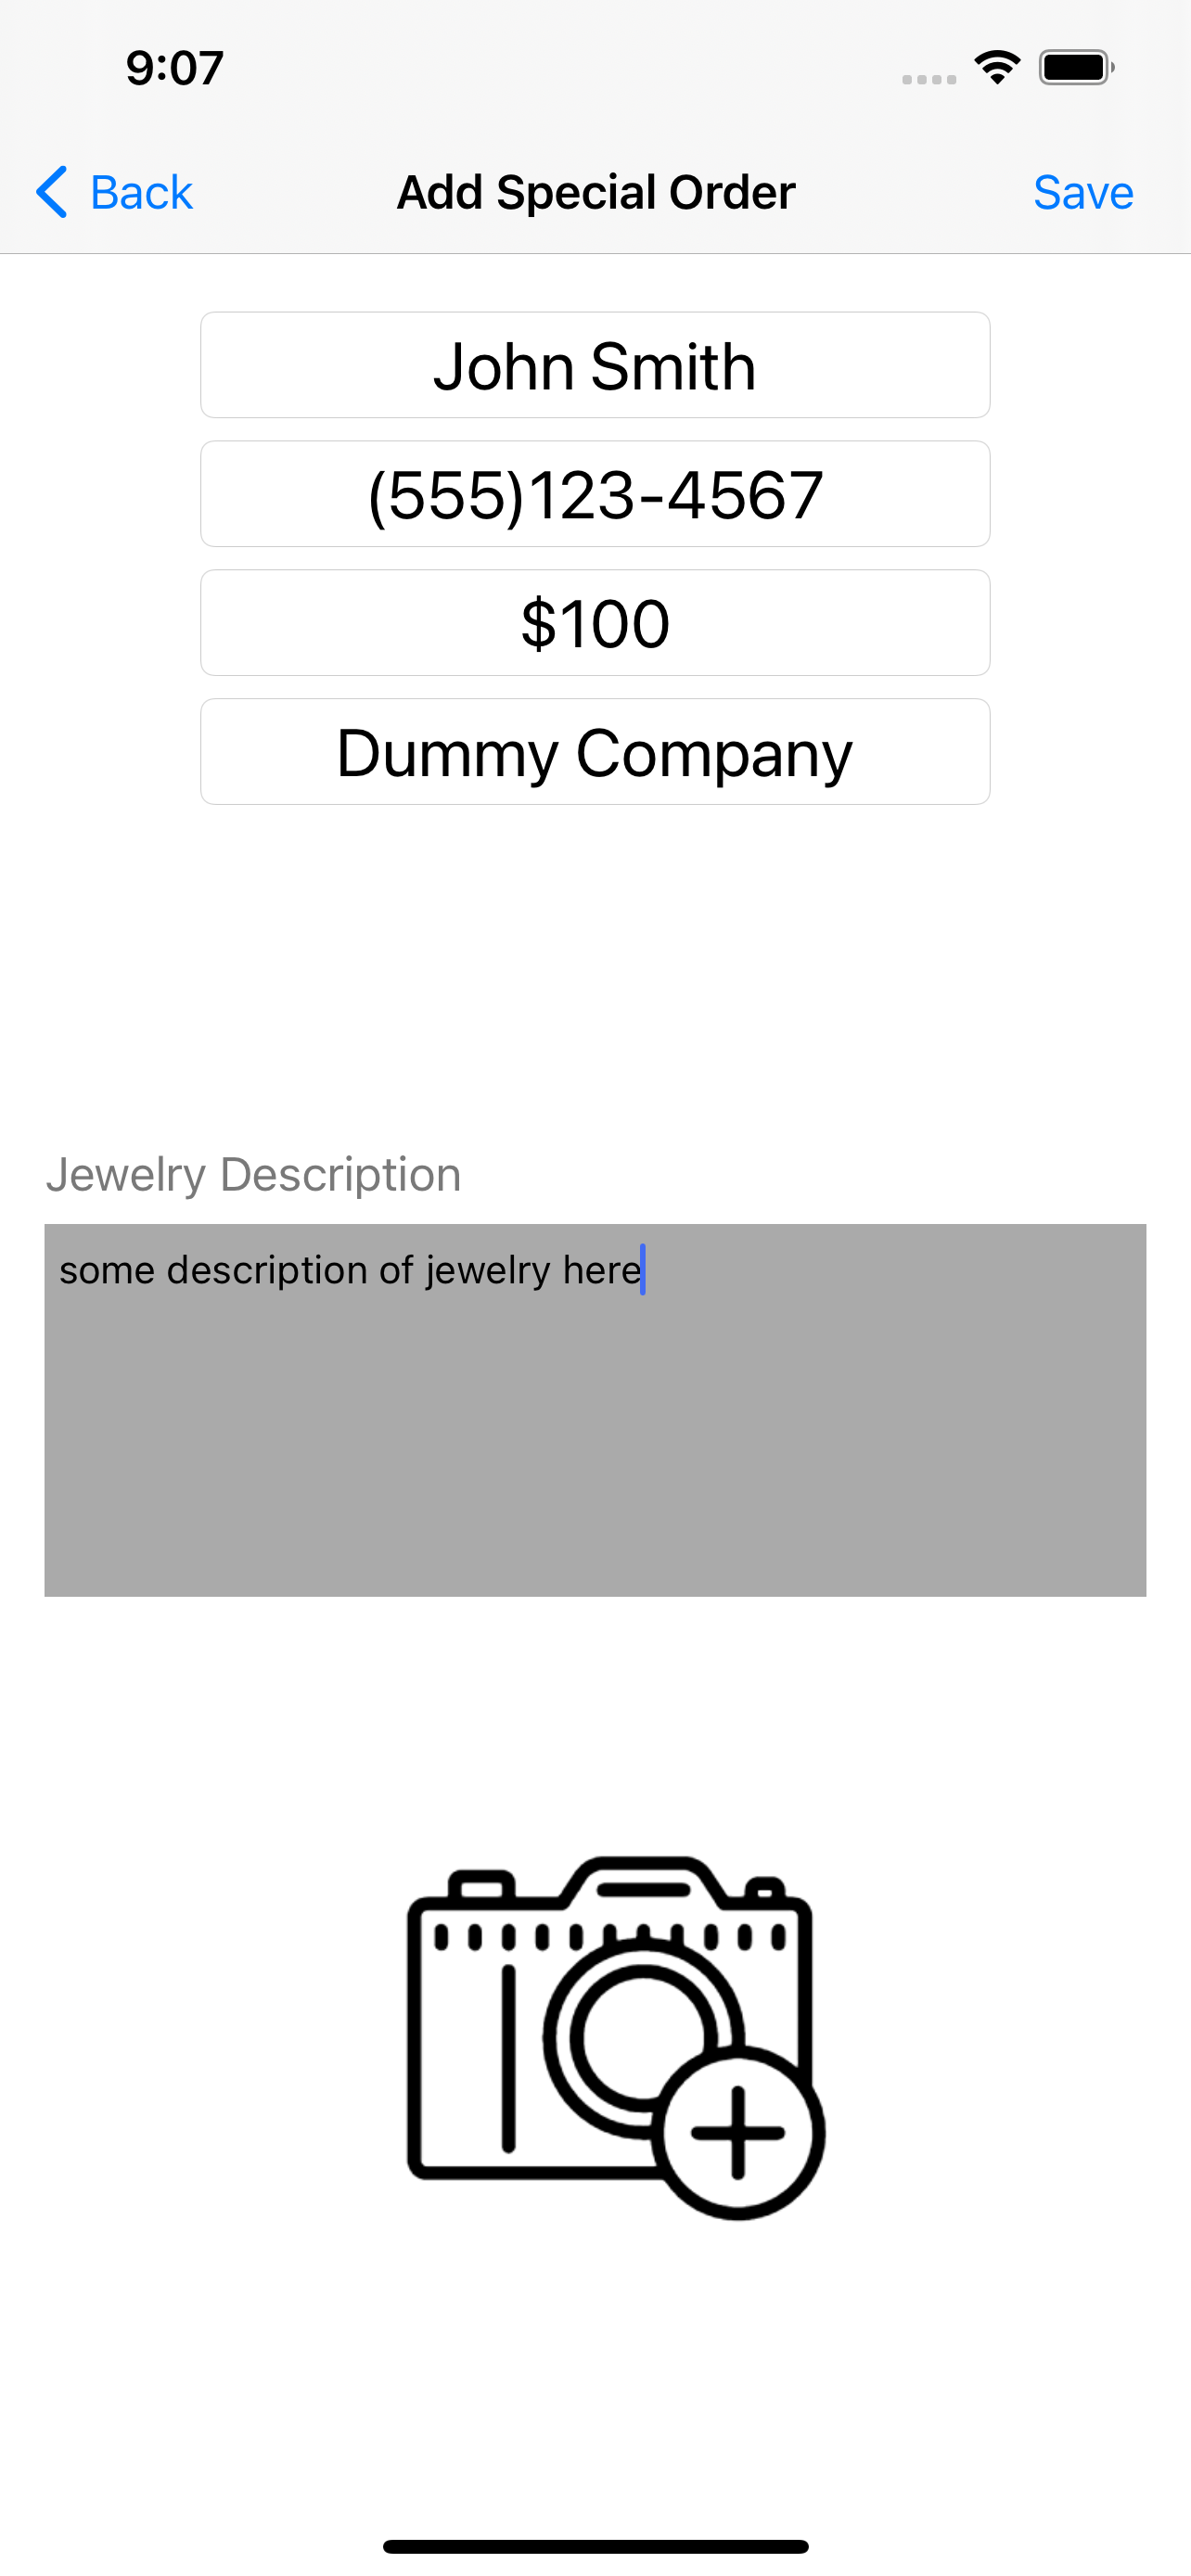 9:07
Back
Add Special Order
Save
John Smith
(555)123-4567
$100
Dummy Company
Jewelry Description
some description of jewelry here